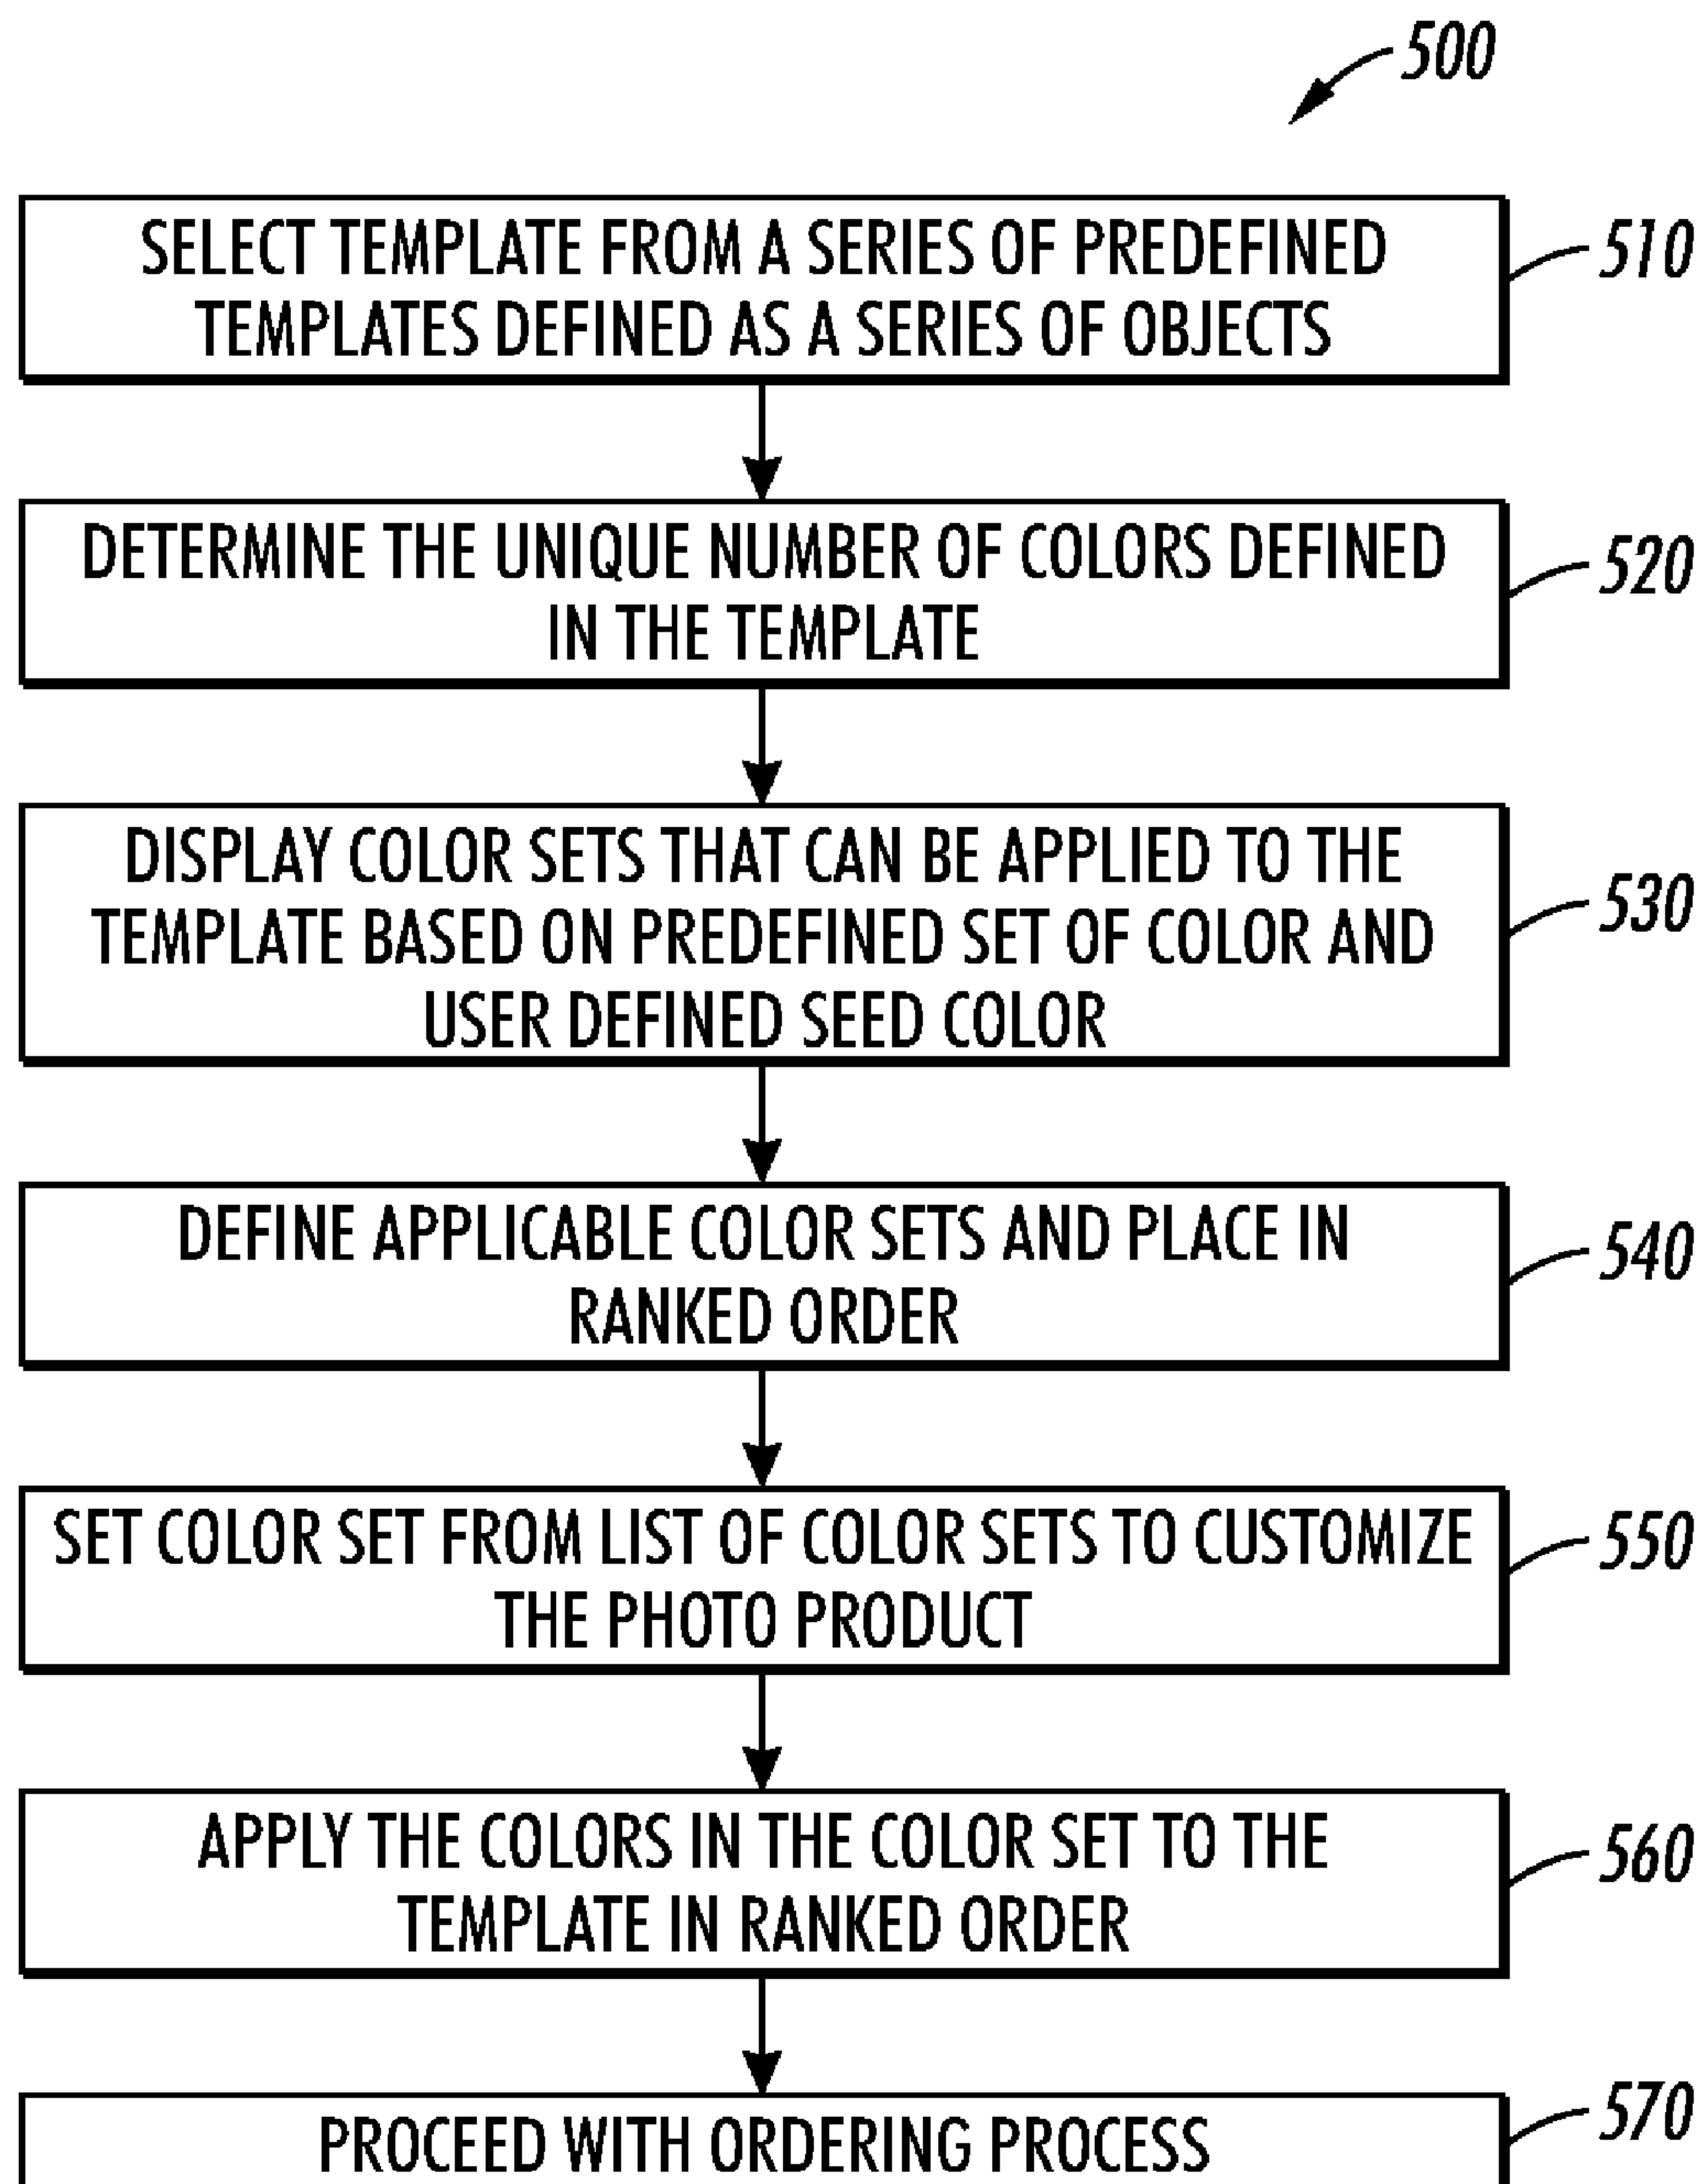 500
SELECT TEMPLATE FROM A SERIES OF PREDEFINED
TEMPLATES DEFINED AS A SERIES OF OBJECTS
510
DETERMINE THE UNIQUE NUMBER OF COLORS DEFINED
IN THE TEMPLATE
520
DISPLAY COLOR SETS THAT CAN BE APPLIED TO THE
TEMPLATE BASED ON PREDEFINED SET OF COLOR AND
USER DEFINED SEED COLOR
530
DEFINE APPLICABLE COLOR SETS AND PLACE IN
RANKED ORDER
540
SET COLOR SET FROM LIST OF COLOR SETS TO CUSTOMIZE
THE PHOTO PRODUCT
550
APPLY THE COLORS IN THE COLOR SET TO THE
TEMPLATE IN RANKED ORDER
560
PROCEED WITH ORDERING PROCESS
570